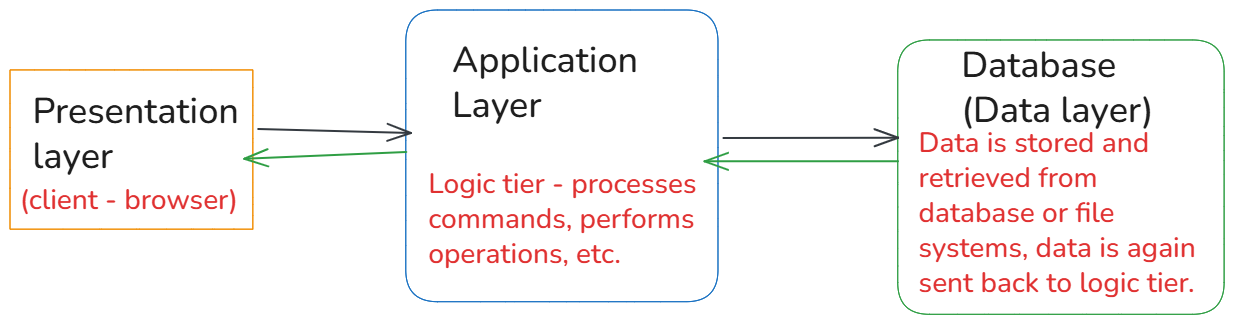 Presentation
layer
(client - browser)
Application
Layer
Logic tier - processes
commands, performs
operations, etc.
Database
(Data layer)
Data is stored and
retrieved from
database or file
systems, data is again
sent back to logic tier.